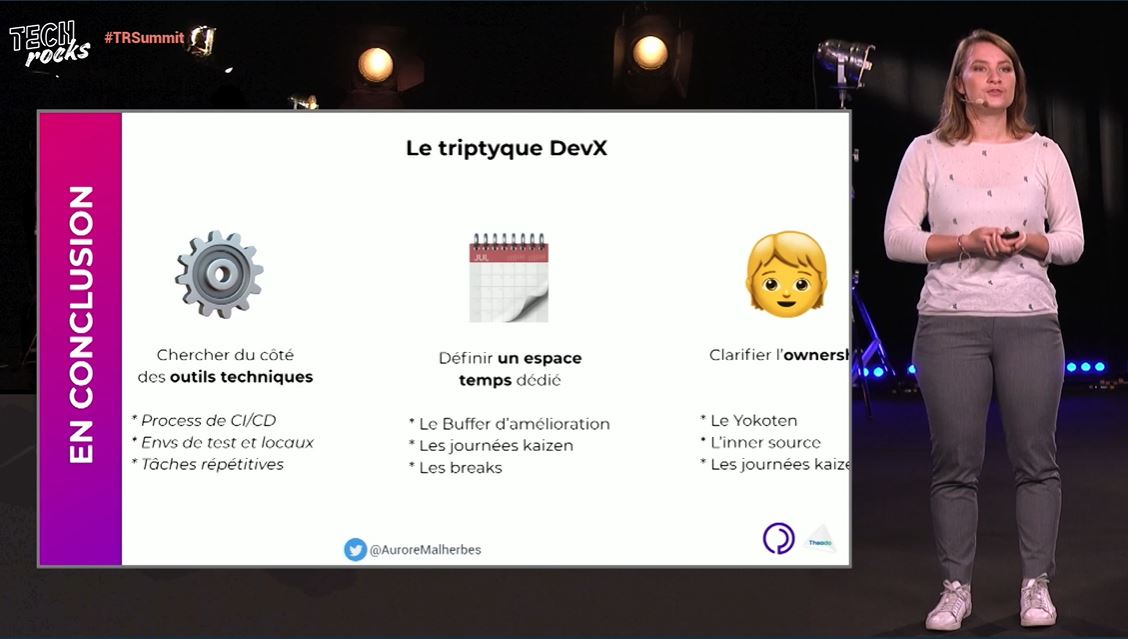 TECH
rocks
#TRSummit
EN CONCLUSION
Le triptyque DevX
JUL
Chercher du côté
des outils techniques
* Process de CI/CD
* Envs de test et locaux
* Tâches répétitives
Définir un espace
temps dédié
* Le Buffer d'amélioration
* Les journées kaizen
* Les breaks
Clarifier l'ownersh
* Le Yokoten
* L'inner source
* Les journées kaize
@AuroreMalherbes
Theodo